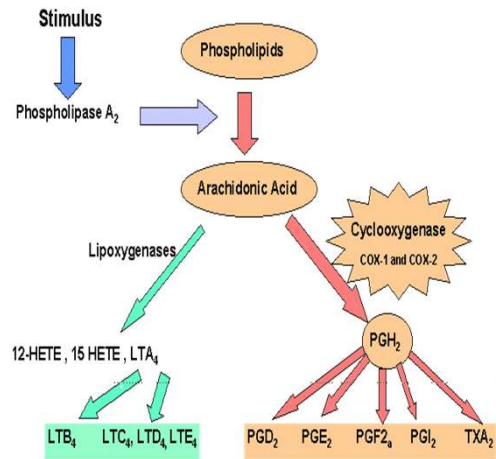 Stimulus
Phospholipids
Phospholipase A₂
Arachidonic Acid
Lipoxygenases
Cyclooxygenase
COX-1 and COX-2
12-HETE , 15 HETE , LTA₄
PGH₂
LTB₄ LTC₄, LTD₄, LTE₄
PGD₂ PGE₂ PGF2ₐ PGI₂ TXA₂